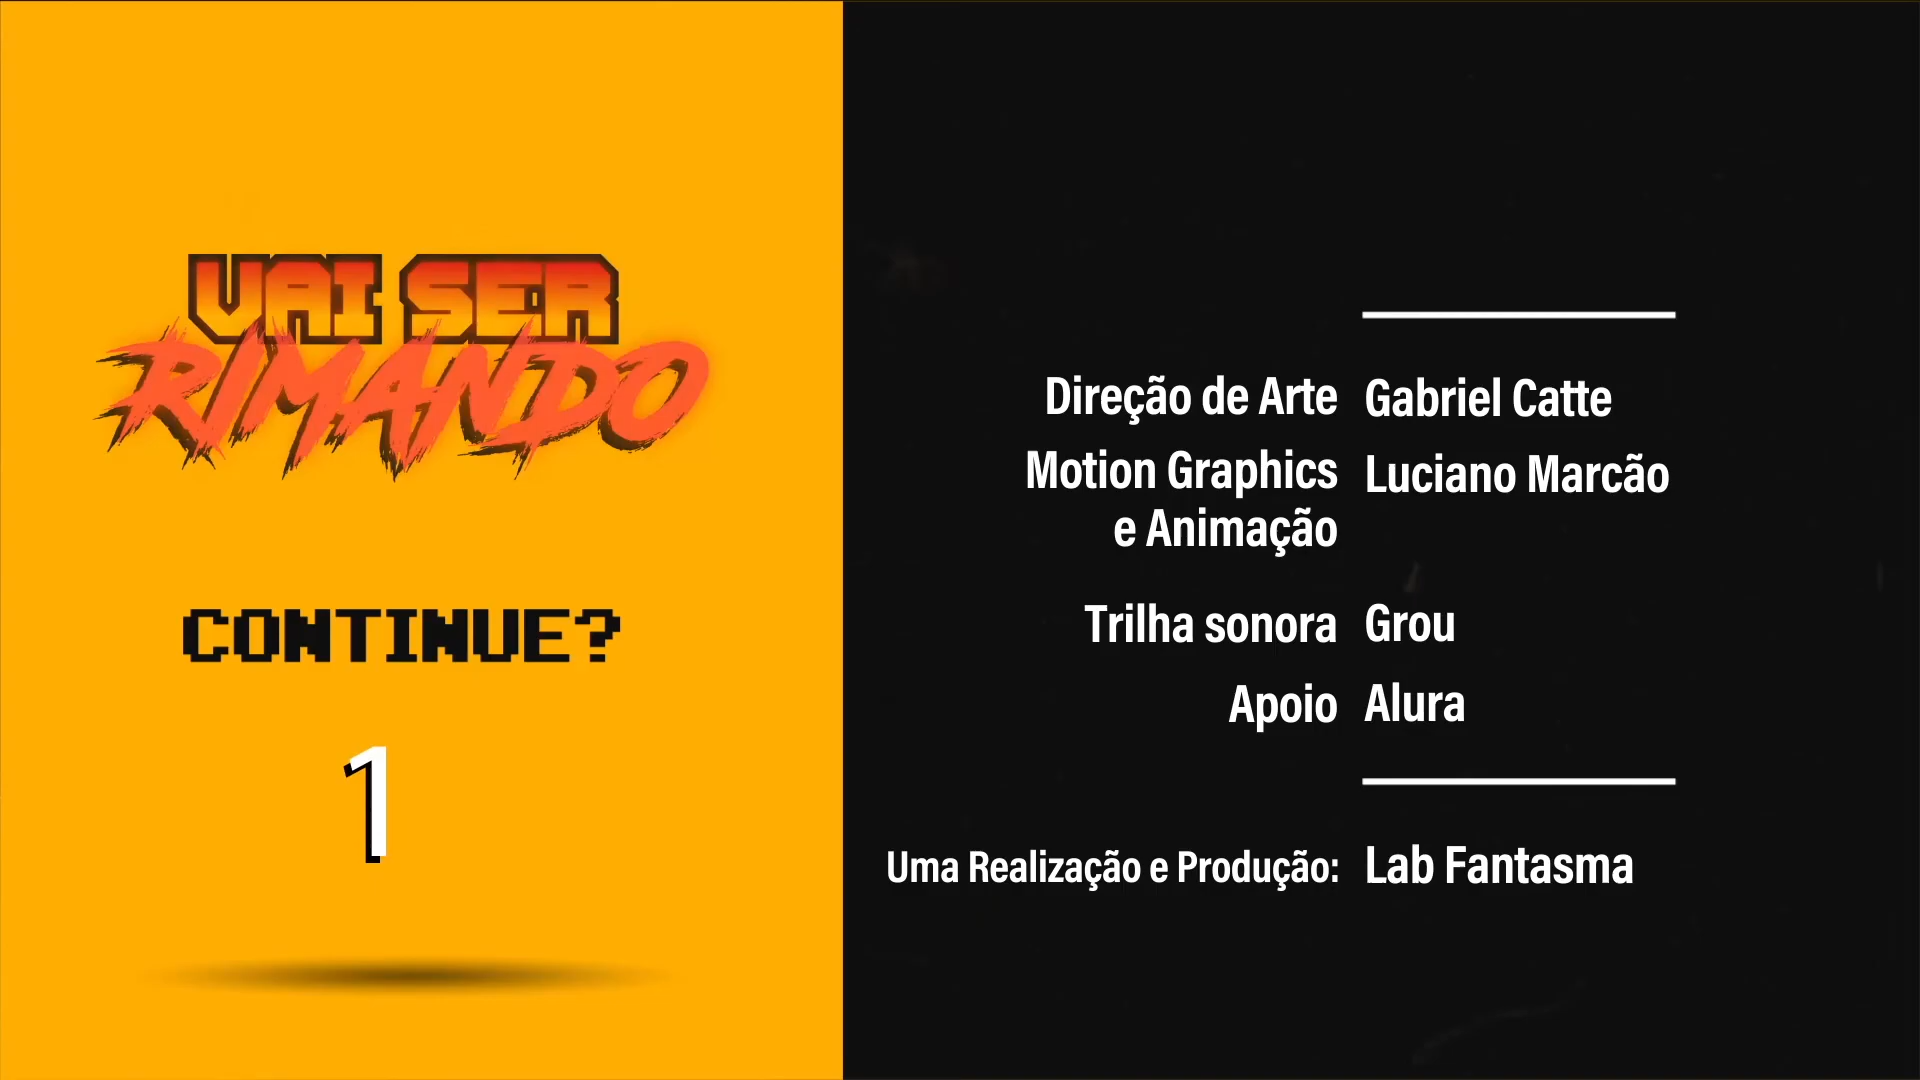 VAI SER
RIMANDO
CONTINUE?
1
Direção de Arte Gabriel Catte
Motion Graphics Luciano Marcão
e Animação
Trilha sonora Grou
Apoio Alura
Uma Realização e Produção: Lab Fantasma